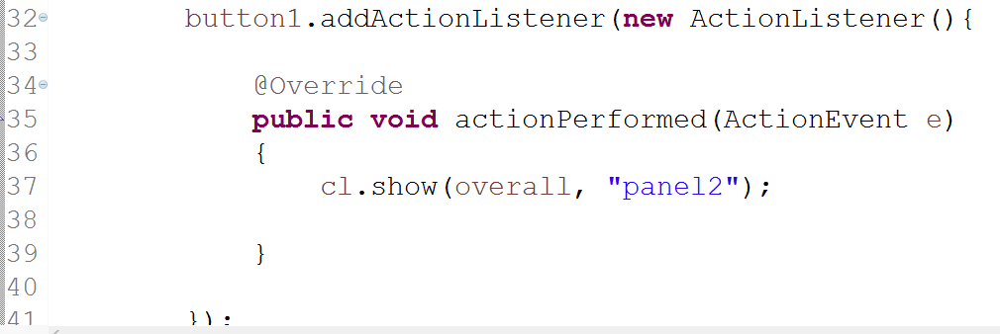 32 button1.addActionListener(new ActionListener(){
33
34 @Override
35 public void actionPerformed(ActionEvent e)
36 {
37 cl.show(overall, "panel2");
38
39 }
40
41 });